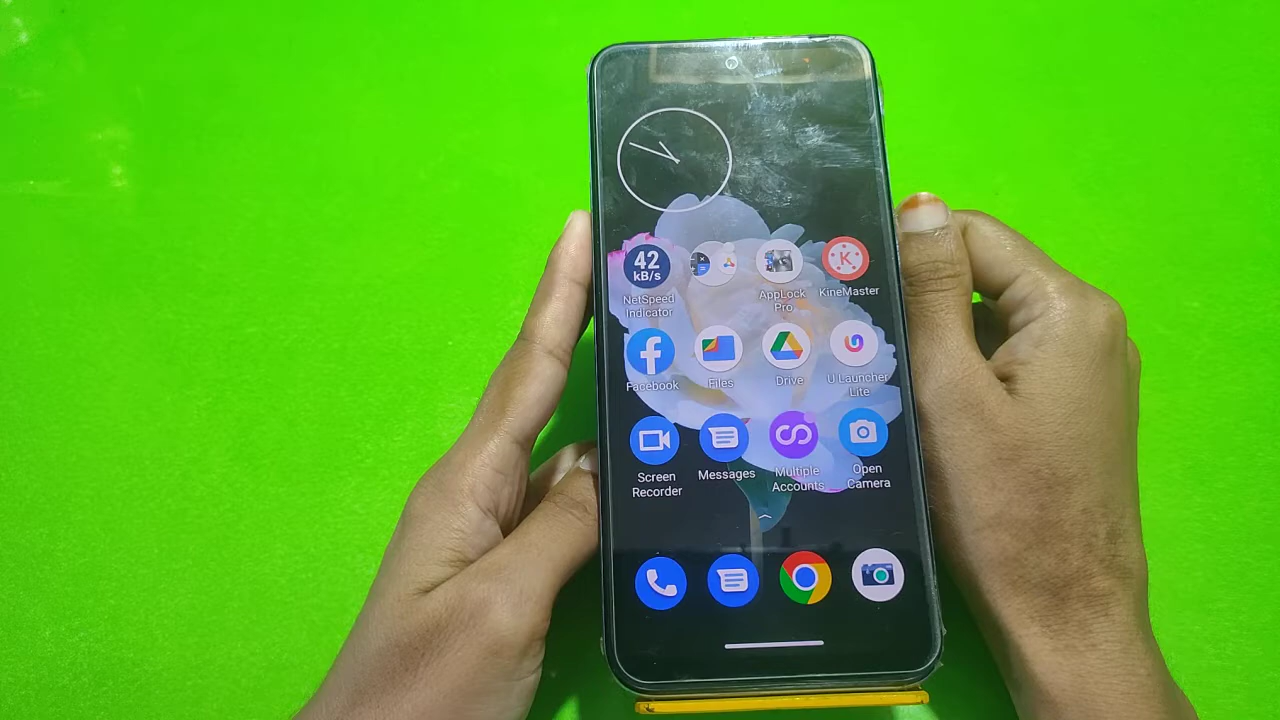 42
kB/s
NetSpeed
Indicator
AppLock
Pro
K
KineMaster
Facebook
Files
Drive
U Launcher
Lite
Screen
Recorder
Messages
Multiple
Accounts
Open
Camera